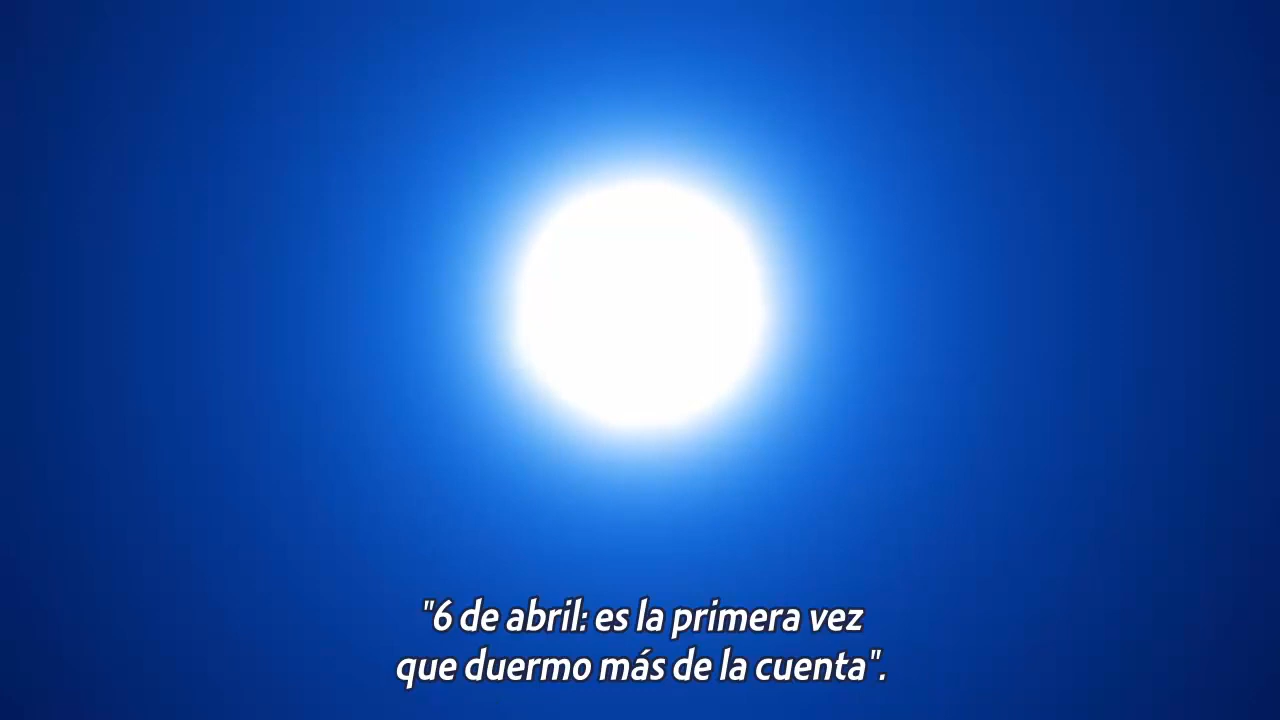 "6 de abril: es la primera vez
que duermo más de la cuenta".